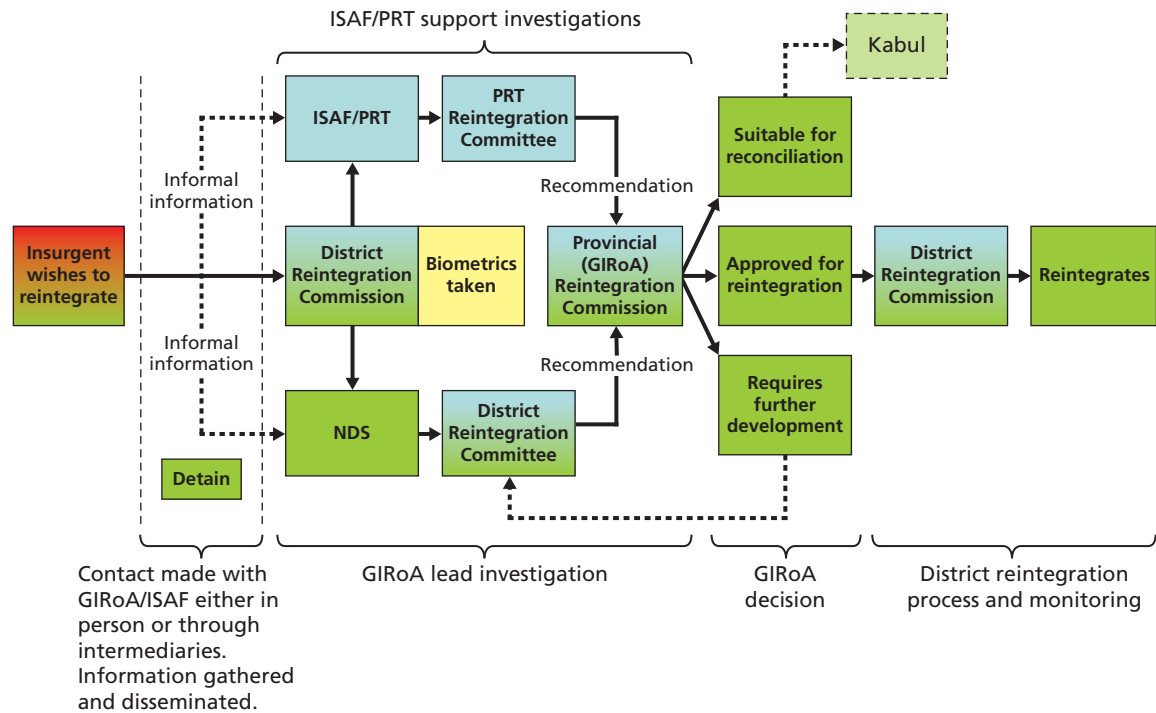 ISAF/PRT support investigations
Kabul
ISAF/PRT
PRT
Reintegration
Committee
Suitable for
reconciliation
Informal
information
Recommendation
Insurgent
wishes to
reintegrate
District
Reintegration
Commission
Biometrics
taken
Provincial
(GIRoA)
Reintegration
Commission
Approved for
reintegration
District
Reintegration
Commission
Reintegrates
Informal
information
Recommendation
NDS
District
Reintegration
Committee
Requires
further
development
Detain
Contact made with
GIRoA/ISAF either in
person or through
intermediaries.
Information gathered
and disseminated.
GIRoA lead investigation
GIRoA
decision
District reintegration
process and monitoring